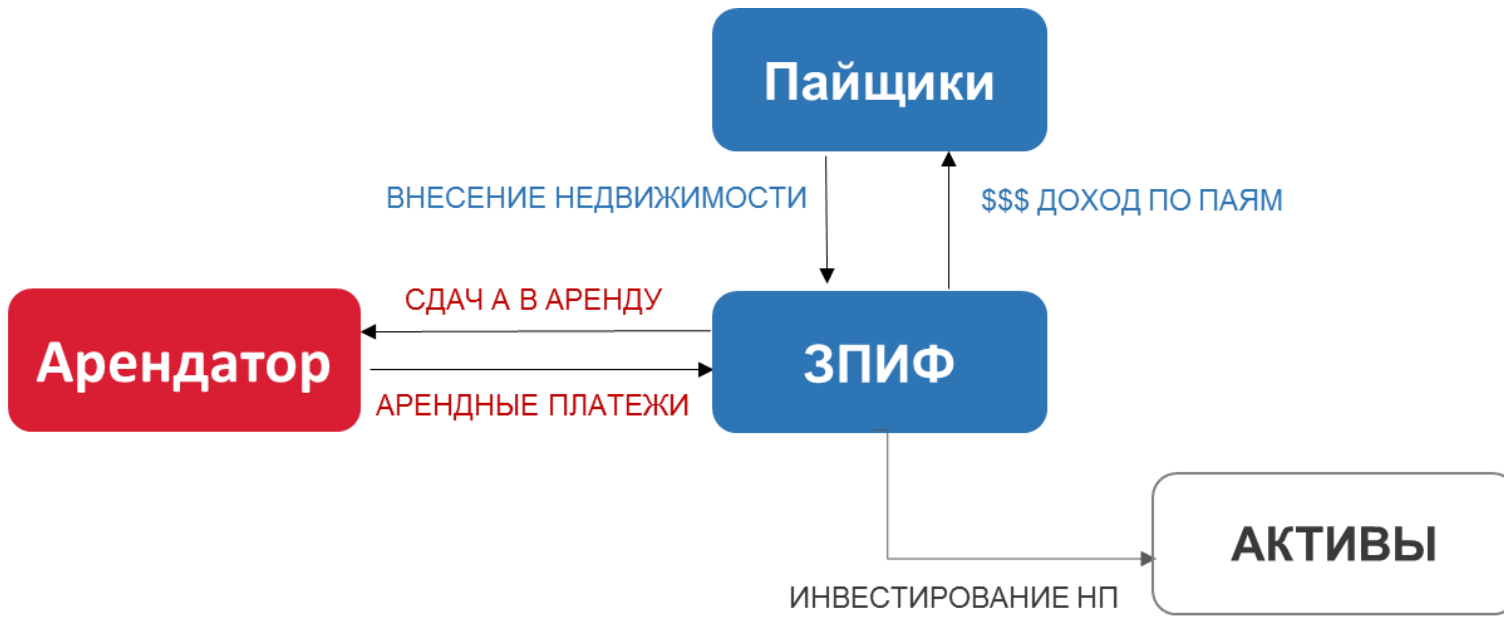 Пайщики
ВНЕСЕНИЕ НЕДВИЖИМОСТИ
$$$ ДОХОД ПО ПАЯМ
СДАЧ А В АРЕНДУ
Арендатор
ЗПИФ
АРЕНДНЫЕ ПЛАТЕЖИ
АКТИВЫ
ИНВЕСТИРОВАНИЕ НП